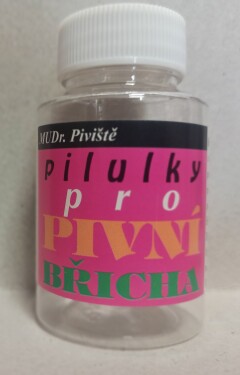 MUDr. Piviště
pilulky
pro
PIVNÍ
BŘICHA